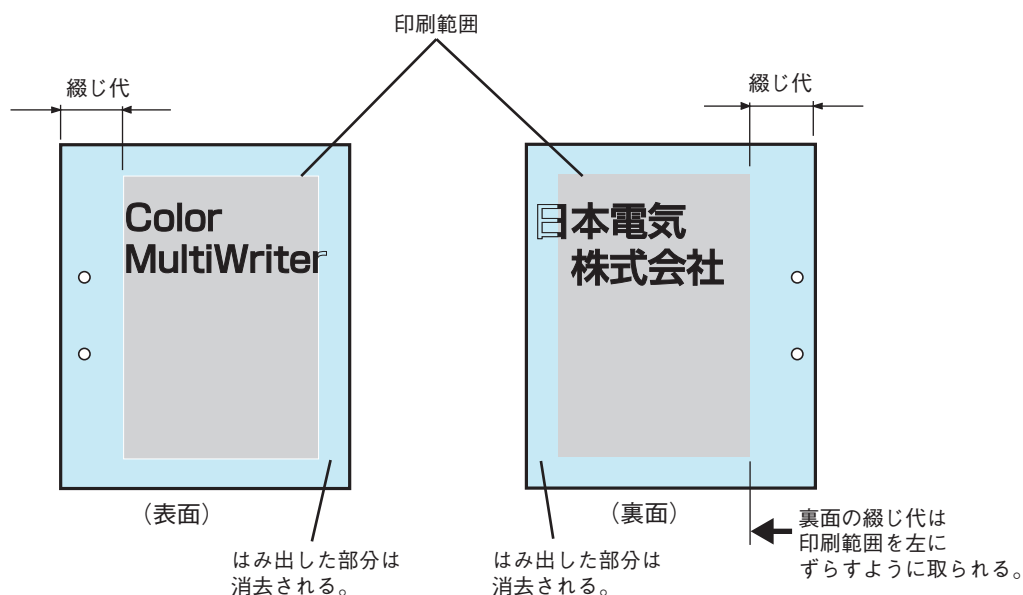 印刷範囲
綴じ代
綴じ代
Color
MultiWriter
日本電気
株式会社
（表面）
（裏面）
はみ出した部分は
消去される。
はみ出した部分は
消去される。
裏面の綴じ代は
印刷範囲を左に
ずらすように取られる。